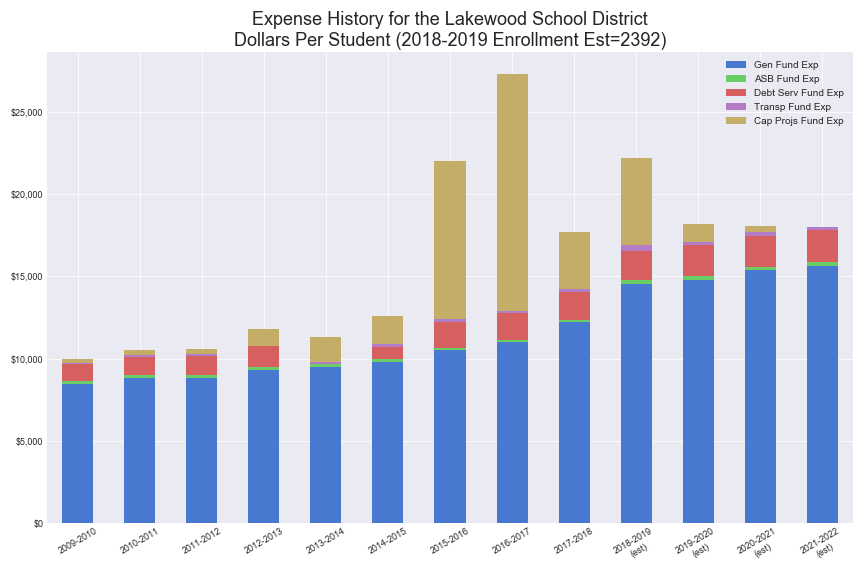 Expense History for the Lakewood School District
Dollars Per Student (2018-2019 Enrollment Est=2392)
Gen Fund Exp
ASB Fund Exp
Debt Serv Fund Exp
Transp Fund Exp
Cap Projs Fund Exp
$25,000
$20,000
$15,000
$10,000
$5,000
$0
2009-2010
2010-2011
2011-2012
2012-2013
2013-2014
2014-2015
2015-2016
2016-2017
2017-2018
2018-2019
(est)
2019-2020
(est)
2020-2021
(est)
2021-2022
(est)